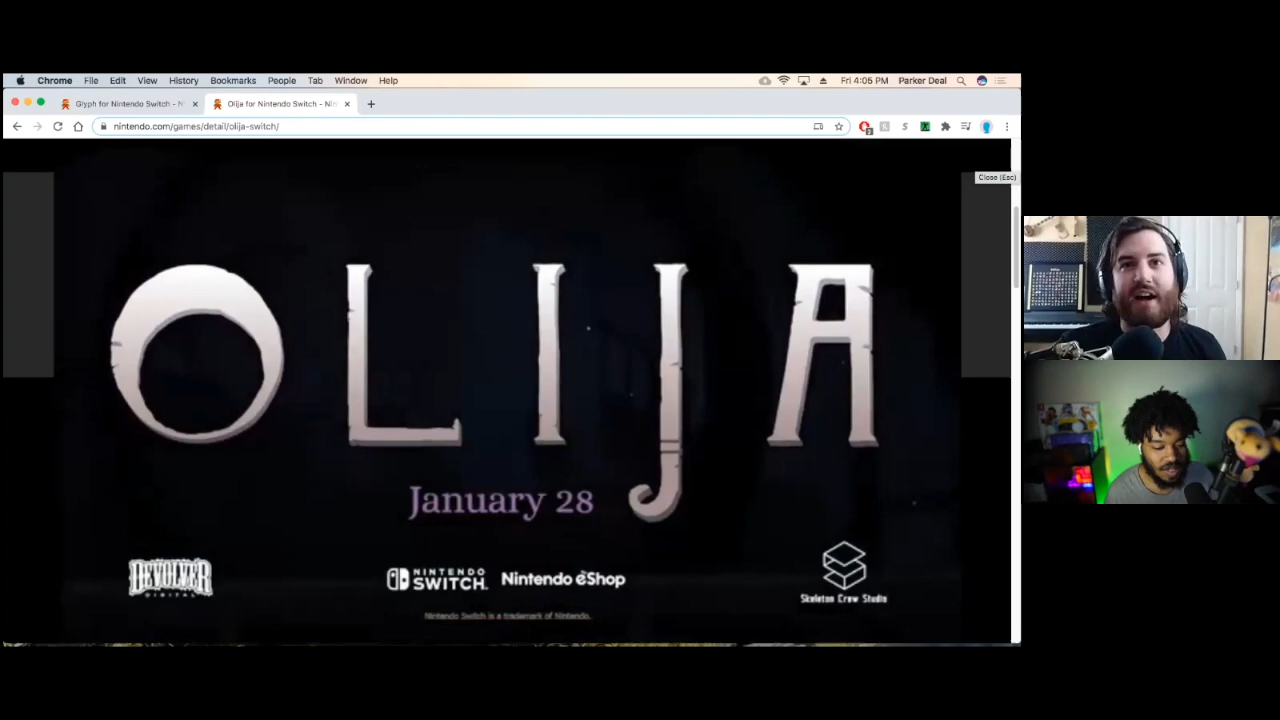 Chrome File Edit View History Bookmarks People Tab Window Help Fri 4:05 PM Parker Deal
Glyph for Nintendo Switch - N Olija for Nintendo Switch - Nin
nintendo.com/games/detail/olija-switch/
Close (Esc)
OLIJA
January 28
DEVOLVER
DIGITAL
NINTENDO
SWITCH
Nintendo eShop
Skeleton Crew Studio
Nintendo Switch is a trademark of Nintendo.